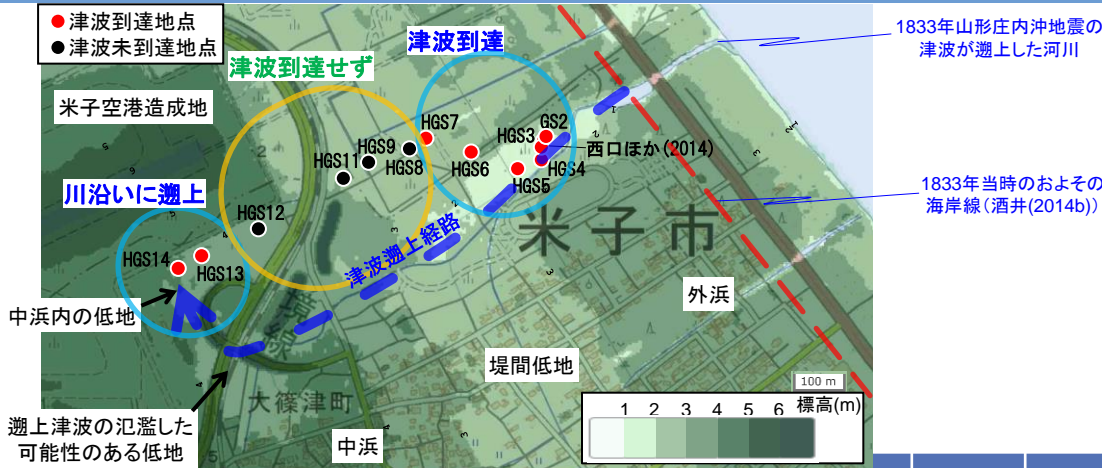 津波到達地点
津波未到達地点
津波到達
津波到達せず
1833年山形庄内沖地震の
津波が遡上した河川
米子空港造成地
HGS7
HGS3
GS2
西口ほか(2014)
HGS9
HGS8
HGS6
HGS4
HGS11
HGS5
川沿いに遡上
1833年当時のおよその
海岸線(酒井(2014b))
HGS12
米子市
津波遡上経路
HGS14
HGS13
外浜
中浜内の低地
堤間低地
100 m
大篠津町
1 2 3 4 5 6 標高(m)
遡上津波の氾濫した
可能性のある低地
中浜